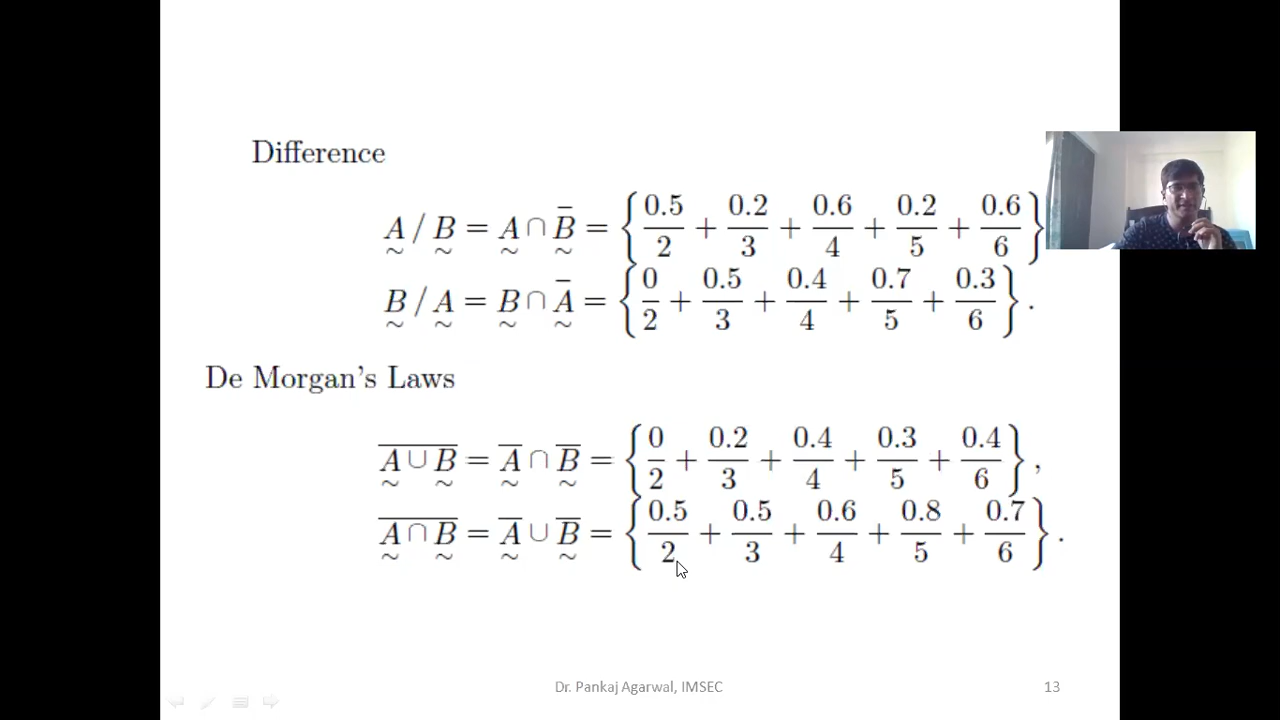 Difference
A / B = A ∩ B̅ = { 0.5/2 + 0.2/3 + 0.6/4 + 0.2/5 + 0.6/6 }
B / A = B ∩ A̅ = { 0/2 + 0.5/3 + 0.4/4 + 0.7/5 + 0.3/6 } .
De Morgan's Laws
\overline{A ∪ B} = A̅ ∩ B̅ = { 0/2 + 0.2/3 + 0.4/4 + 0.3/5 + 0.4/6 } ,
\overline{A ∩ B} = A̅ ∪ B̅ = { 0.5/2 + 0.5/3 + 0.6/4 + 0.8/5 + 0.7/6 } .
Dr. Pankaj Agarwal, IMSEC
13